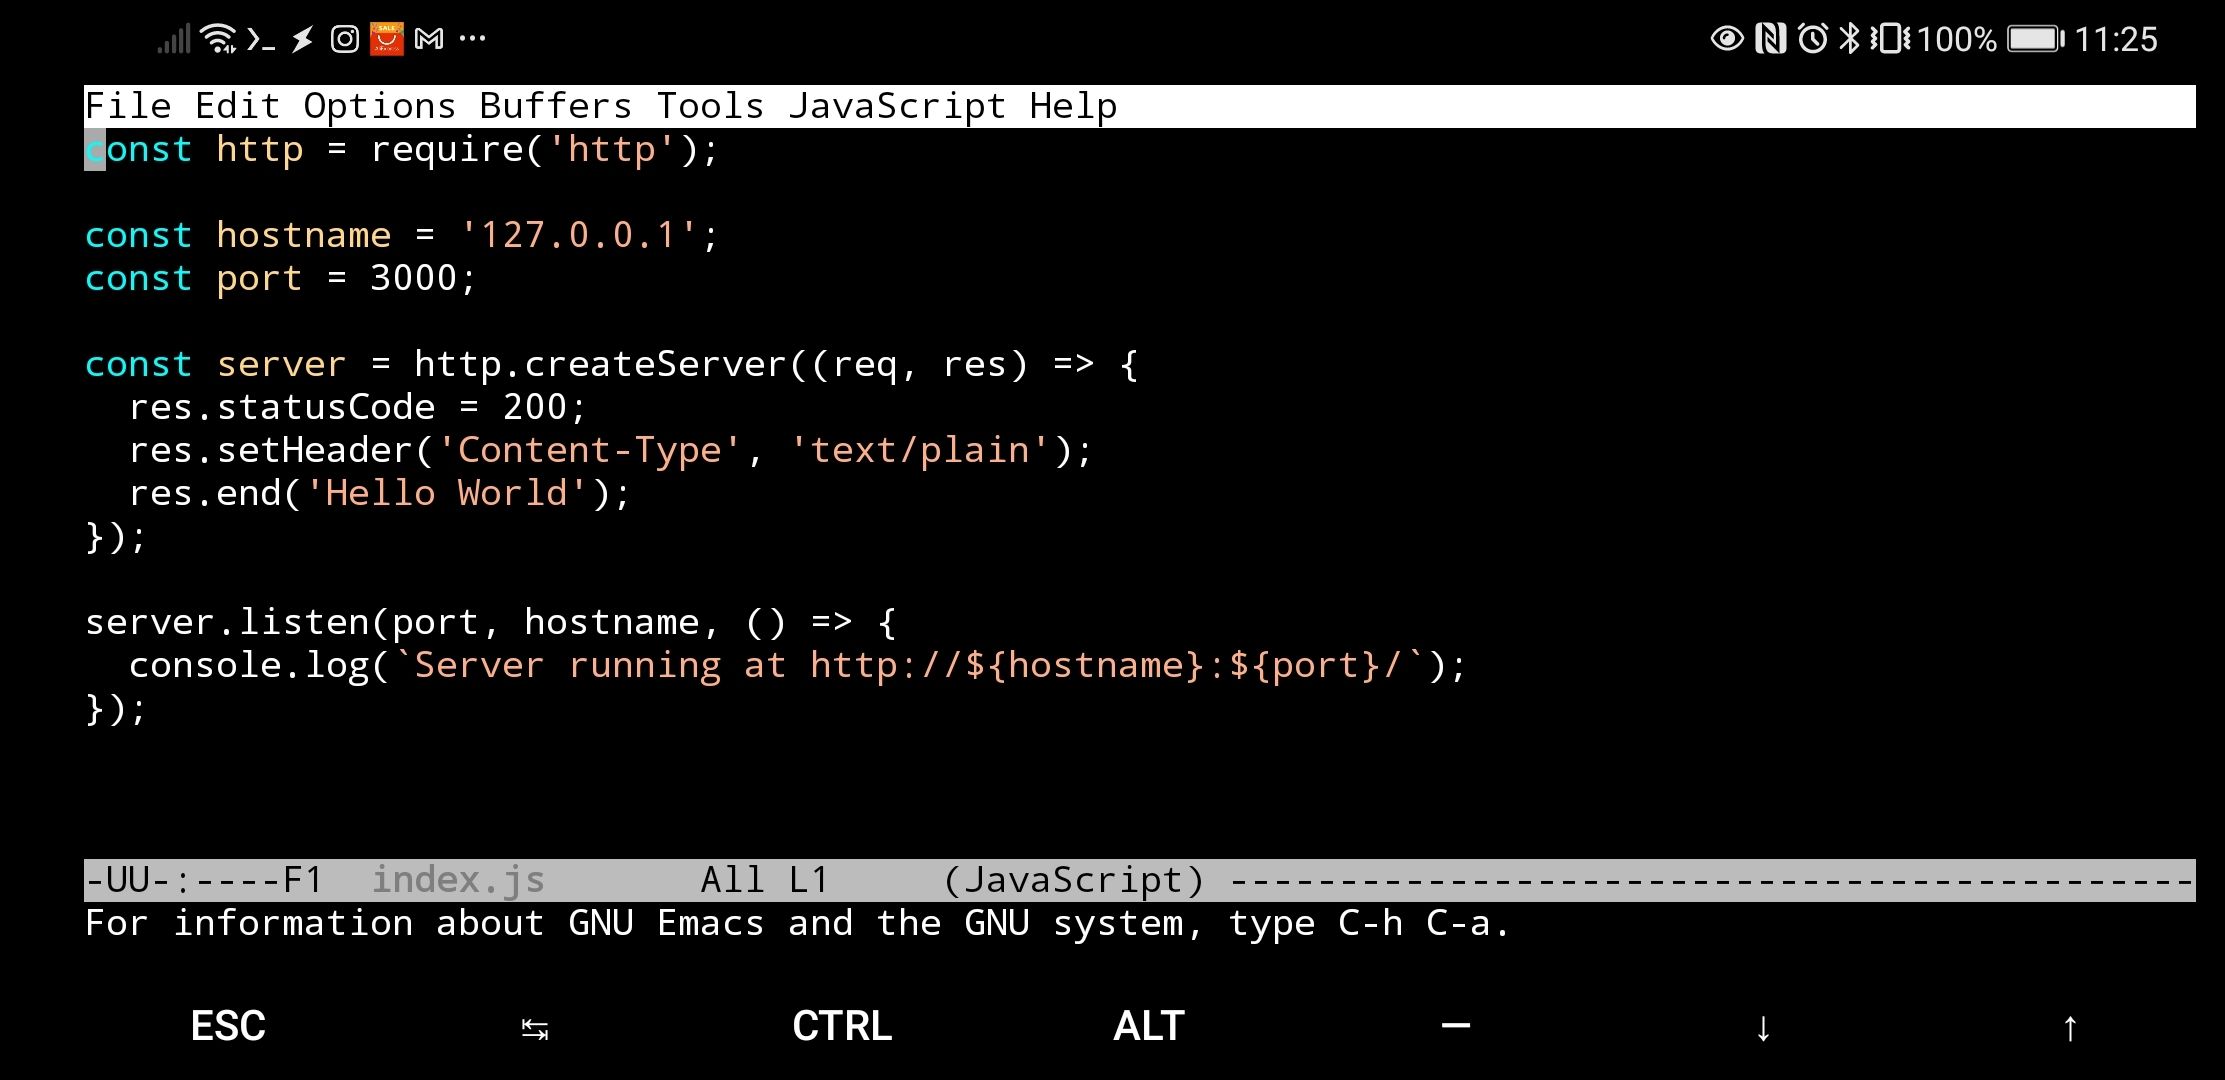 100% 11:25
File Edit Options Buffers Tools JavaScript Help
const http = require('http');

const hostname = '127.0.0.1';
const port = 3000;

const server = http.createServer((req, res) => {
  res.statusCode = 200;
  res.setHeader('Content-Type', 'text/plain');
  res.end('Hello World');
});

server.listen(port, hostname, () => {
  console.log(`Server running at http://${hostname}:${port}/`);
});

-UU-:----F1  index.js       All L1     (JavaScript) --------------------------------------------
For information about GNU Emacs and the GNU system, type C-h C-a.
ESC ↹ CTRL ALT — ↓ ↑